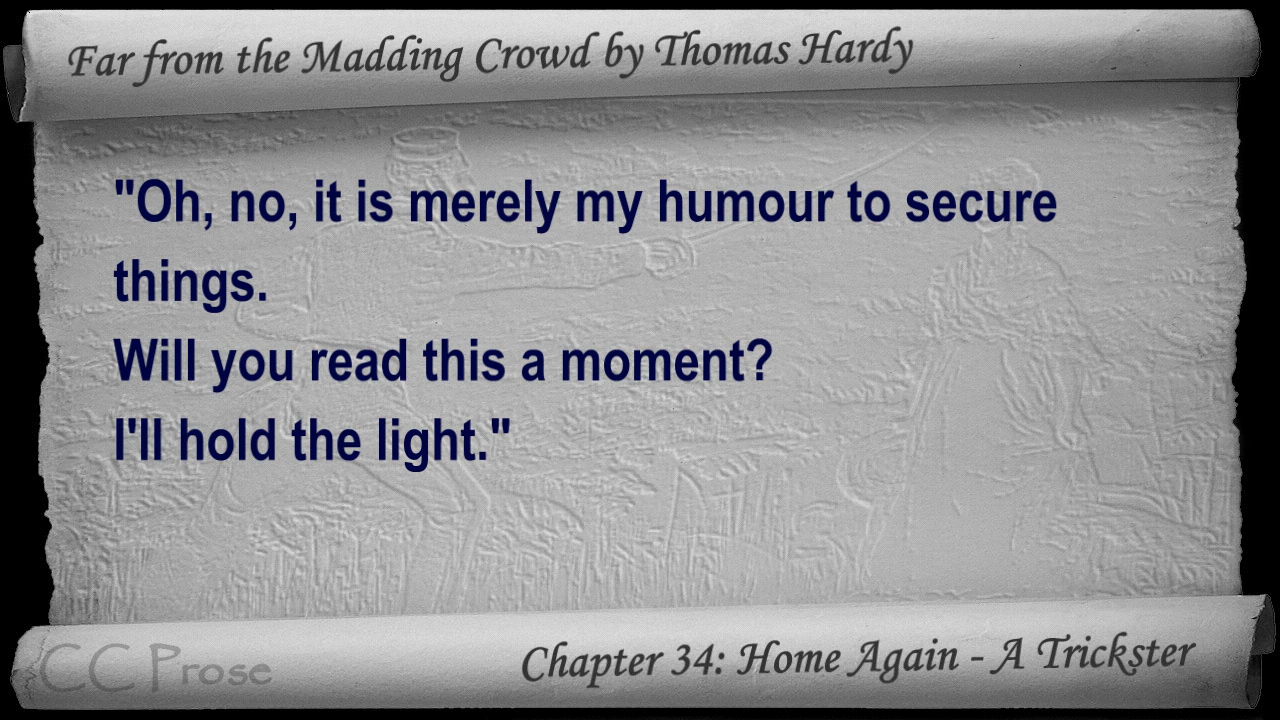 Far from the Madding Crowd by Thomas Hardy
"Oh, no, it is merely my humour to secure
things.
Will you read this a moment?
I'll hold the light."
CC Prose
Chapter 34: Home Again - A Trickster